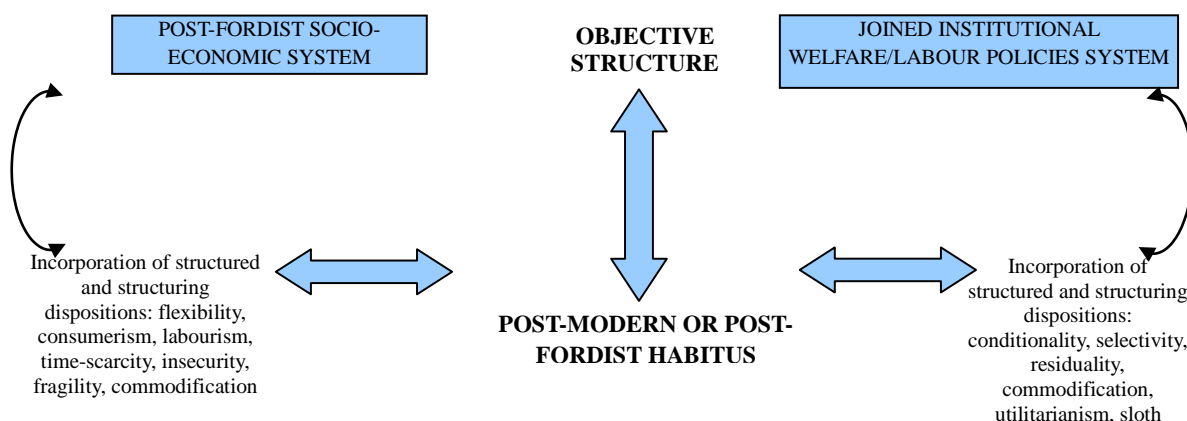 POST-FORDIST SOCIO-
ECONOMIC SYSTEM
OBJECTIVE
STRUCTURE
JOINED INSTITUTIONAL
WELFARE/LABOUR POLICIES SYSTEM
Incorporation of structured
and structuring
dispositions: flexibility,
consumerism, labourism,
time-scarcity, insecurity,
fragility, commodification
POST-MODERN OR POST-
FORDIST HABITUS
Incorporation of
structured and structuring
dispositions:
conditionality, selectivity,
residuality,
commodification,
utilitarianism, sloth